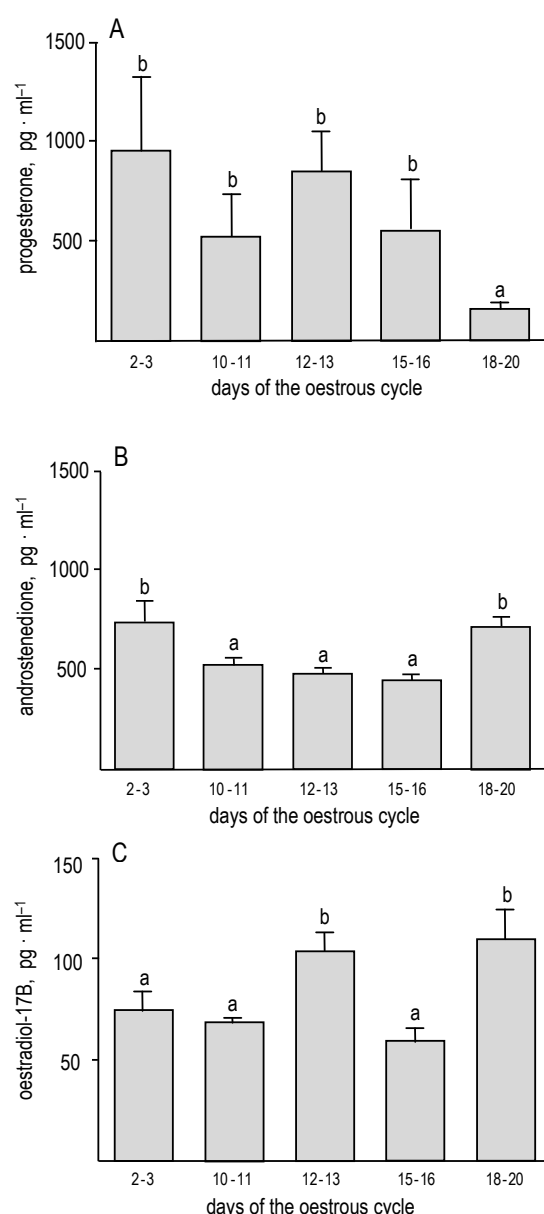 A
progesterone, pg · ml⁻¹
1500
1000
500
b
b
b
b
a
2-3 10-11 12-13 15-16 18-20
days of the oestrous cycle
B
androstenedione, pg · ml⁻¹
1500
1000
500
b
a
a
a
b
2-3 10-11 12-13 15-16 18-20
days of the oestrous cycle
C
oestradiol-17B, pg · ml⁻¹
150
100
50
a
a
b
a
b
2-3 10-11 12-13 15-16 18-20
days of the oestrous cycle